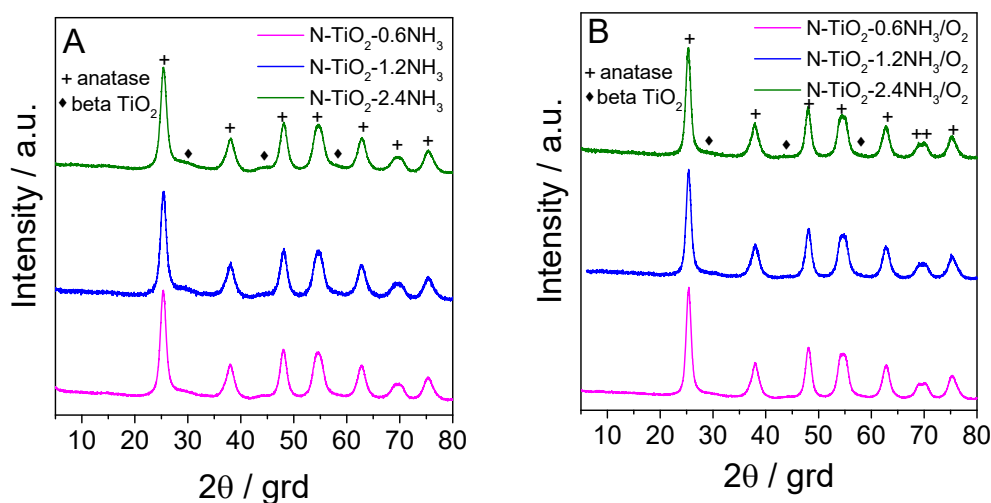 A
N-TiO₂-0.6NH₃
N-TiO₂-1.2NH₃
N-TiO₂-2.4NH₃
+ anatase
♦ beta TiO₂
Intensity / a.u.
10 20 30 40 50 60 70 80
2θ / grd
B
N-TiO₂-0.6NH₃/O₂
N-TiO₂-1.2NH₃/O₂
N-TiO₂-2.4NH₃/O₂
+ anatase
♦ beta TiO₂
Intensity / a.u.
10 20 30 40 50 60 70 80
2θ / grd